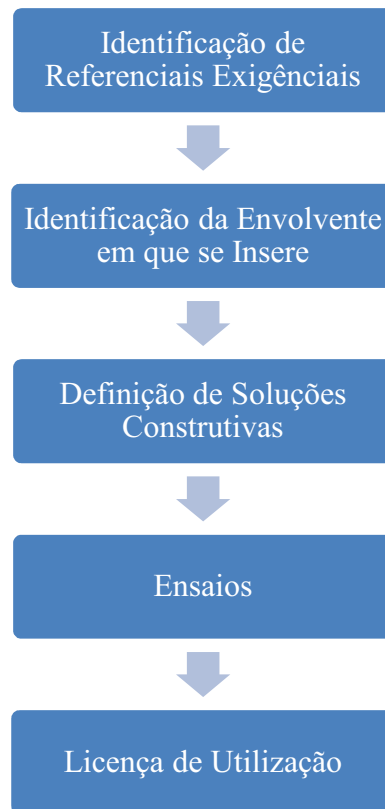 Identificação de
Referenciais Exigênciais
Identificação da Envolvente
em que se Insere
Definição de Soluções
Construtivas
Ensaios
Licença de Utilização